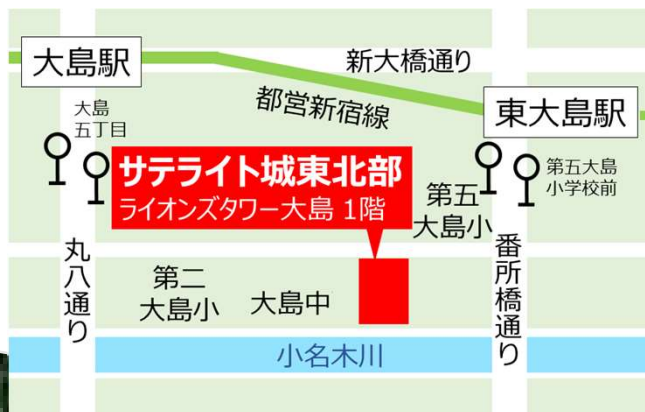 大島駅
新大橋通り
都営新宿線
東大島駅
大島
五丁目
サテライト城東北部
ライオンズタワー大島 1階
第五
大島小
第五大島
小学校前
丸八通り
第二
大島小
大島中
番所橋通り
小名木川